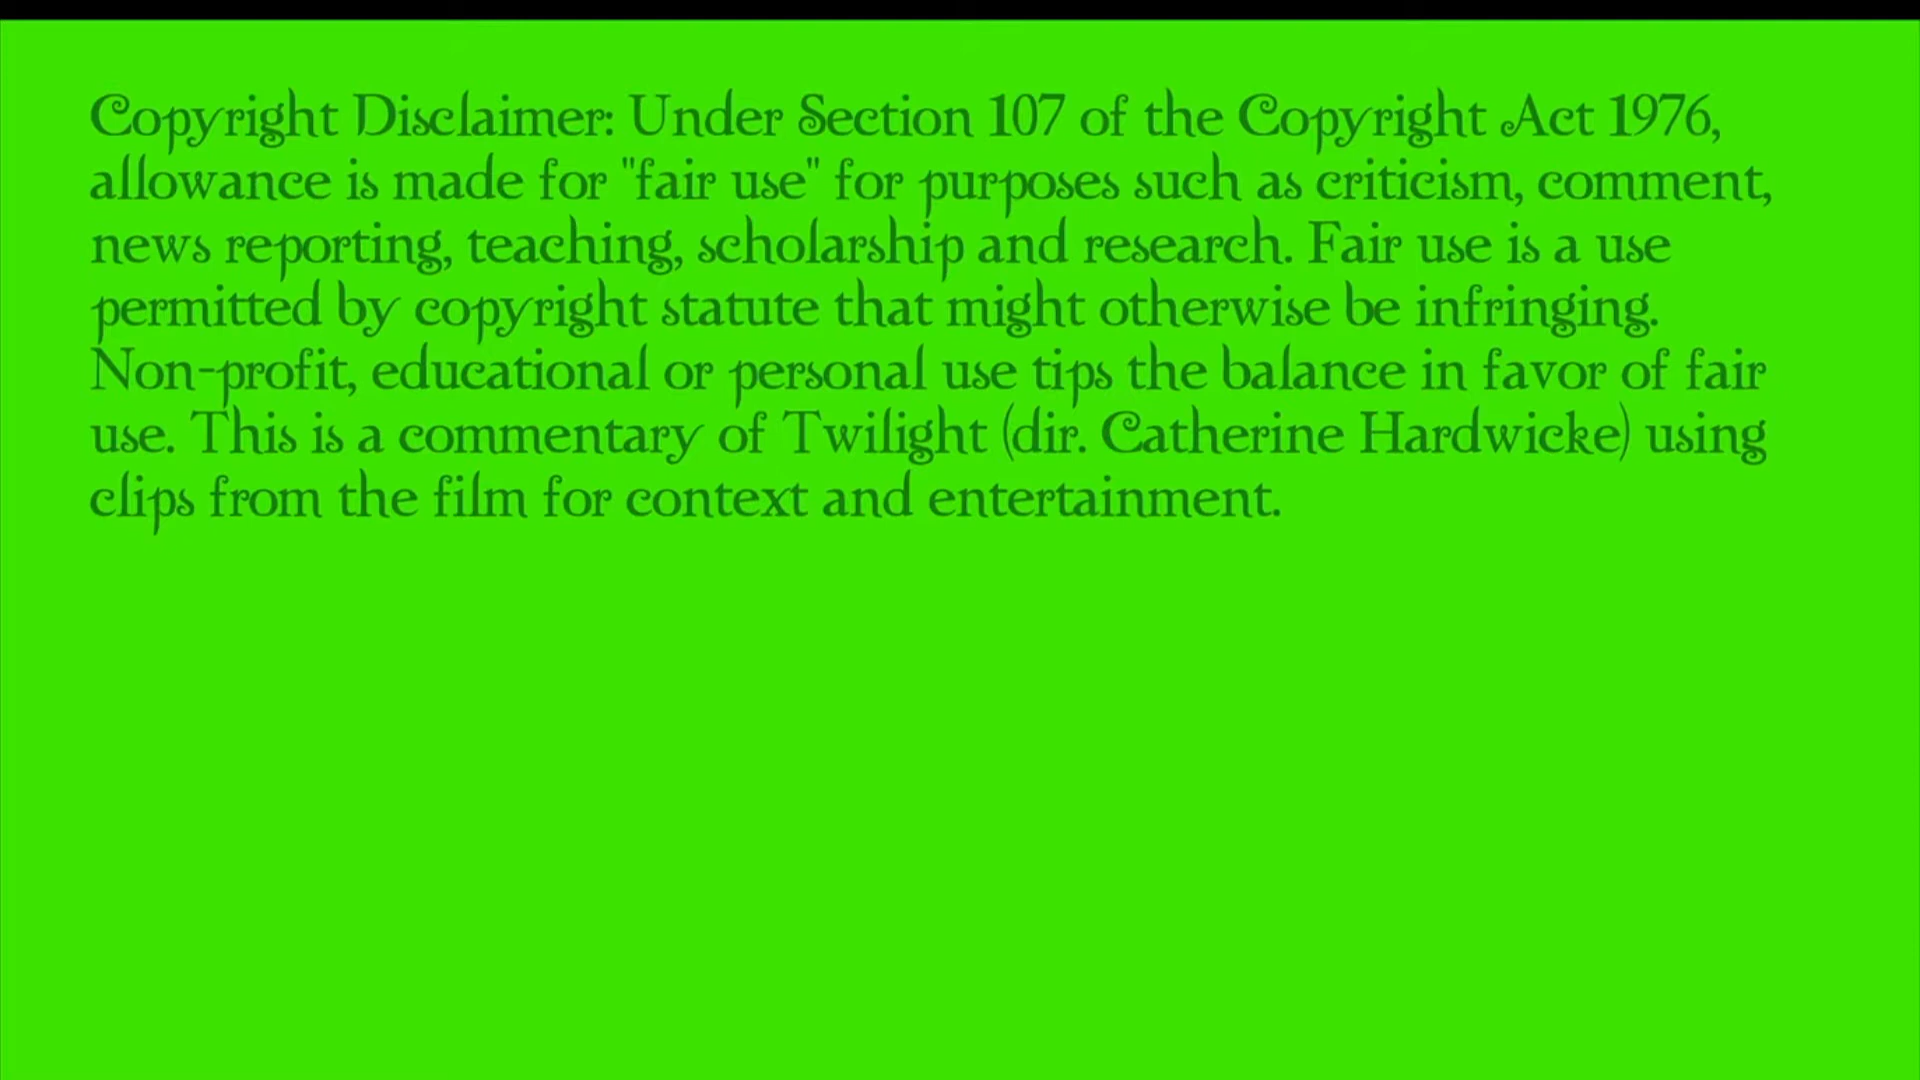 Copyright Disclaimer: Under Section 107 of the Copyright Act 1976,
allowance is made for "fair use" for purposes such as criticism, comment,
news reporting, teaching, scholarship and research. Fair use is a use
permitted by copyright statute that might otherwise be infringing.
Non-profit, educational or personal use tips the balance in favor of fair
use. This is a commentary of Twilight (dir. Catherine Hardwicke) using
clips from the film for context and entertainment.